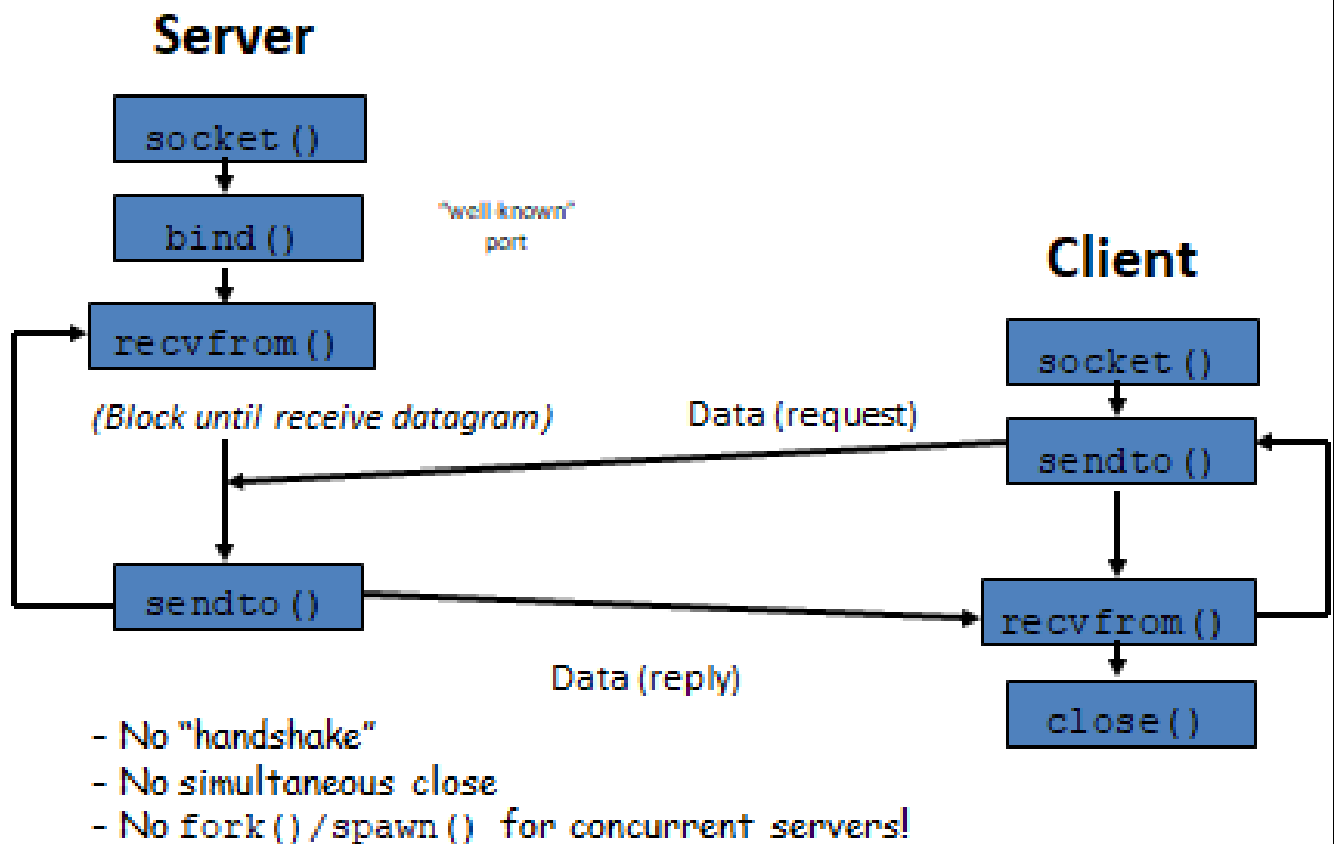 Server
socket()
bind()
"well-known"
port
recvfrom()
(Block until receive datagram)
sendto()
Client
socket()
Data (request)
sendto()
recvfrom()
Data (reply)
close()
- No "handshake"
- No simultaneous close
- No fork()/spawn() for concurrent servers!